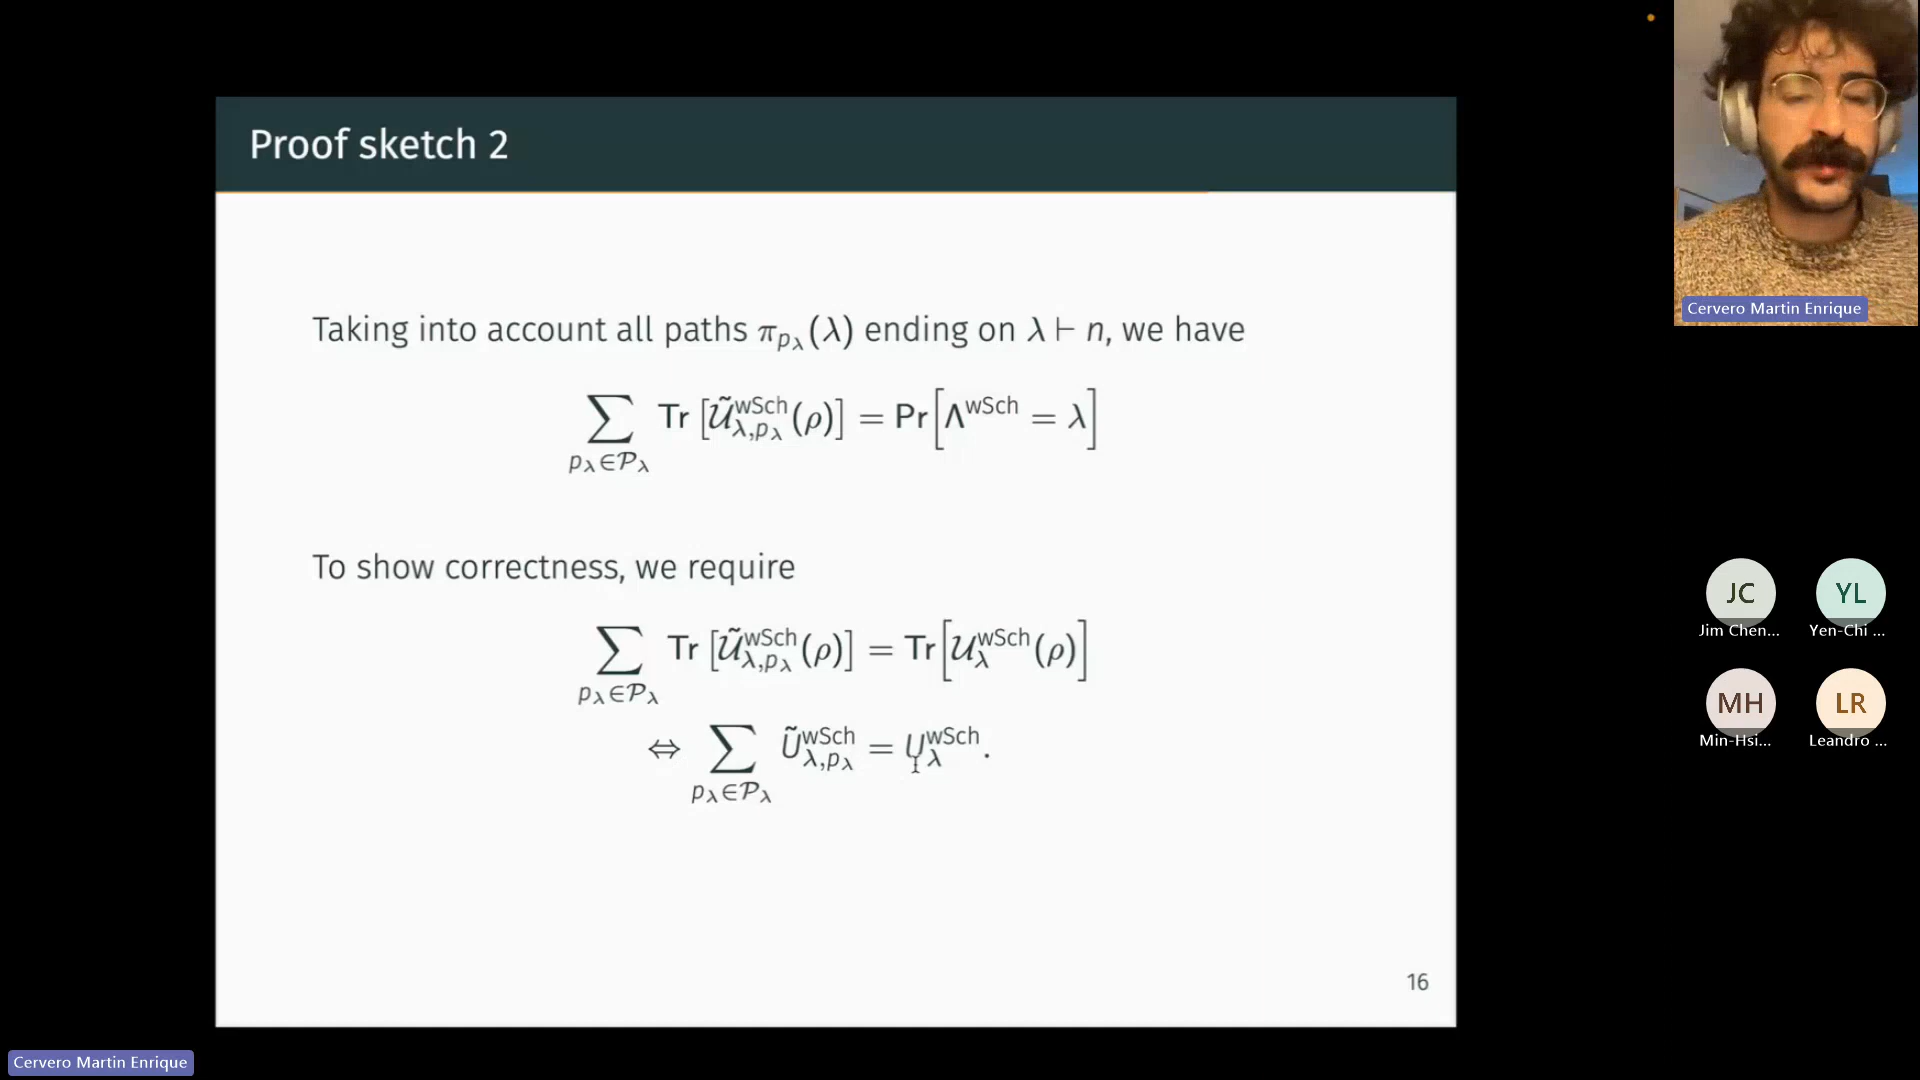 Proof sketch 2
Taking into account all paths π_{p_λ}(λ) ending on λ ⊢ n, we have
∑_{p_λ∈𝒫_λ} Tr [𝒰̃^{wSch}_{λ,p_λ}(ρ)] = Pr[Λ^{wSch} = λ]
To show correctness, we require
∑_{p_λ∈𝒫_λ} Tr [𝒰̃^{wSch}_{λ,p_λ}(ρ)] = Tr[𝒰^{wSch}_λ(ρ)]
⇔ ∑_{p_λ∈𝒫_λ} Ũ^{wSch}_{λ,p_λ} = U^{wSch}_λ.
16
Cervero Martin Enrique
JC
Jim Chen...
YL
Yen-Chi ...
MH
Min-Hsi...
LR
Leandro ...
Cervero Martin Enrique